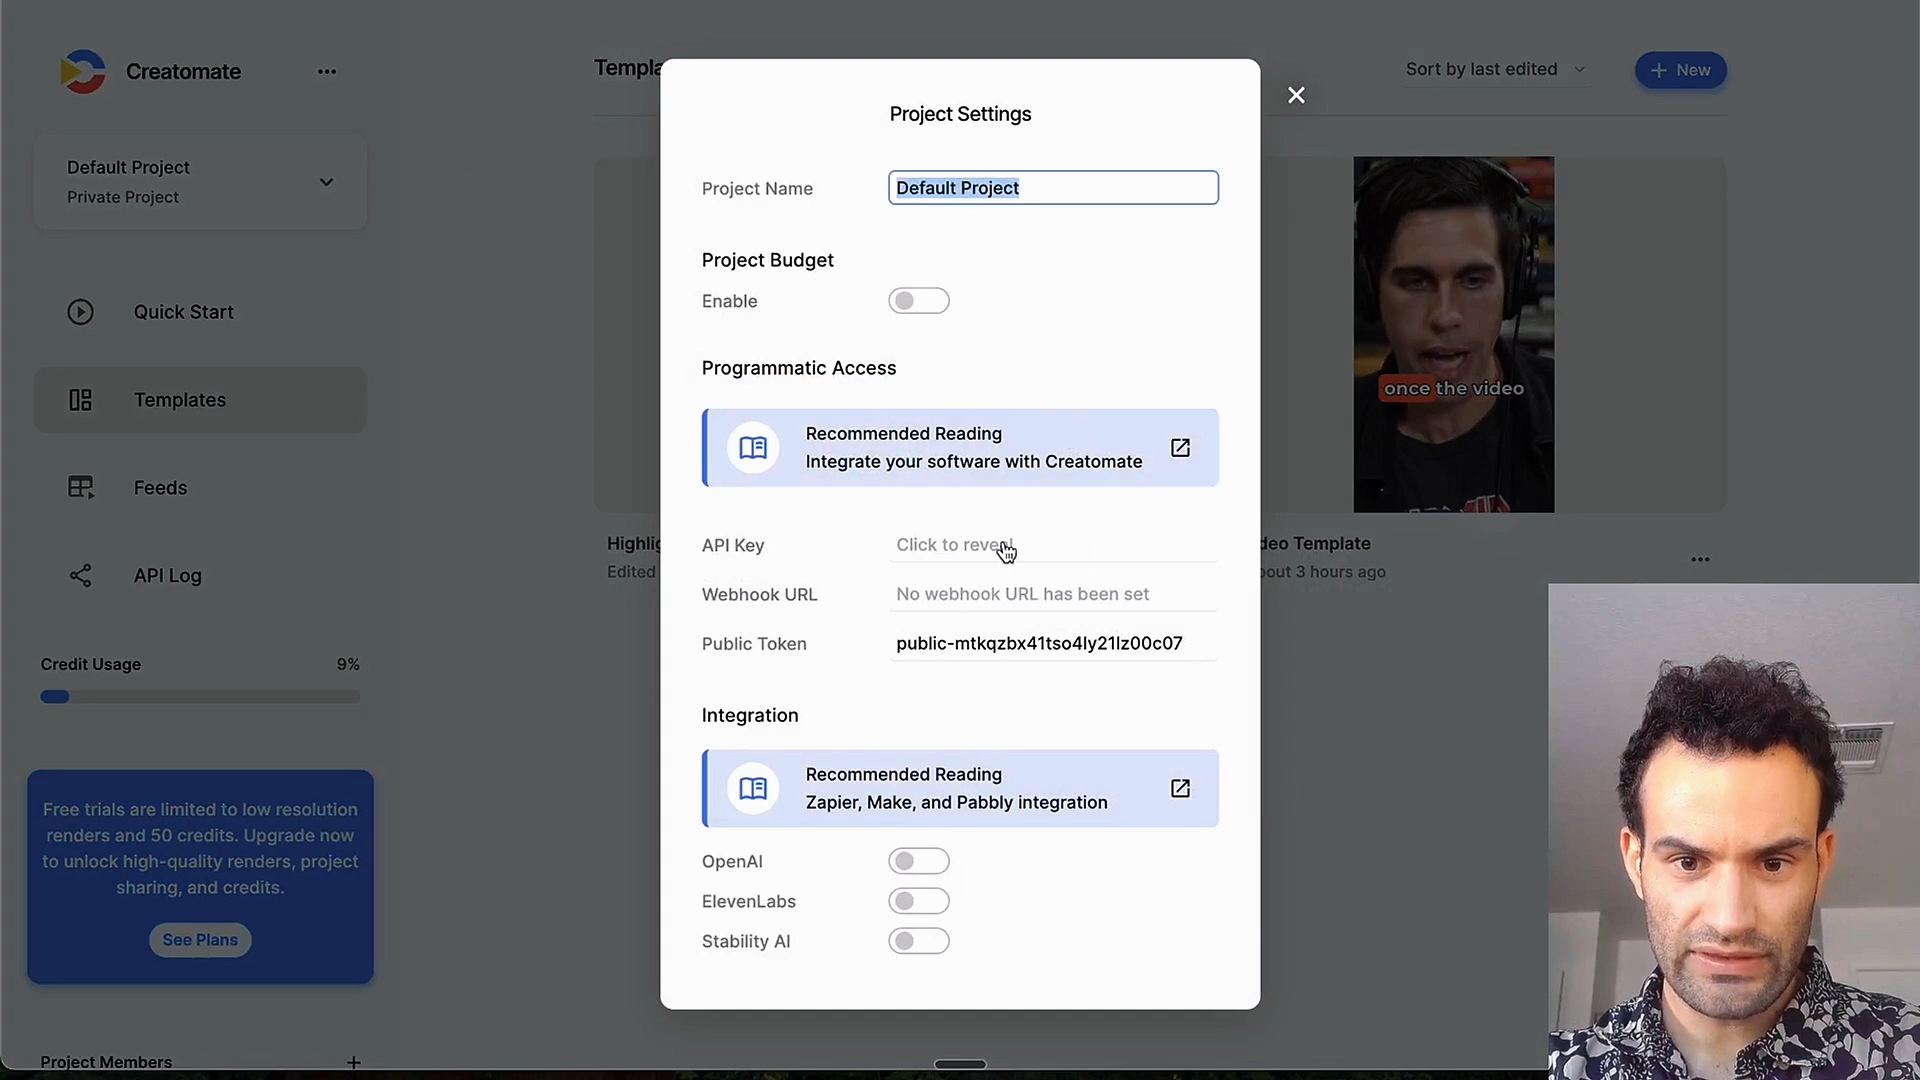 Creatomate
Default Project
Private Project
Quick Start
Templates
Feeds
API Log
Credit Usage
9%
Free trials are limited to low resolution
renders and 50 credits. Upgrade now
to unlock high-quality renders, project
sharing, and credits.
See Plans
Project Members
Sort by last edited
New
once the video
Edited
Project Settings
Project Name
Default Project
Project Budget
Enable
Programmatic Access
Recommended Reading
Integrate your software with Creatomate
API Key
Click to reveal
Webhook URL
No webhook URL has been set
Public Token
public-mtkqzbx41tso4ly21lz00c07
Integration
Recommended Reading
Zapier, Make, and Pabbly integration
OpenAI
ElevenLabs
Stability AI
Template
3 hours ago